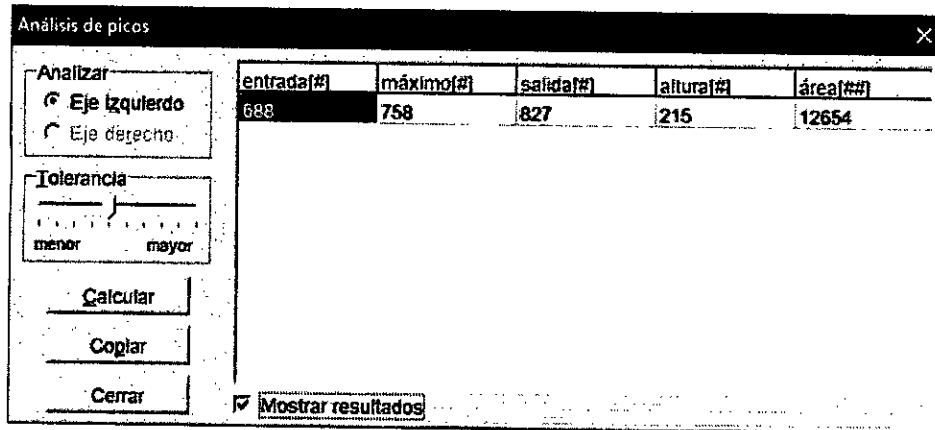 Análisis de picos
Analizar
Eje izquierdo
Eje derecho
Tolerancia
menor mayor
Calcular
Copiar
Cerrar
entrada[#] máximo[#] salida[#] altura[#] área[##]
688 758 827 215 12654
Mostrar resultados